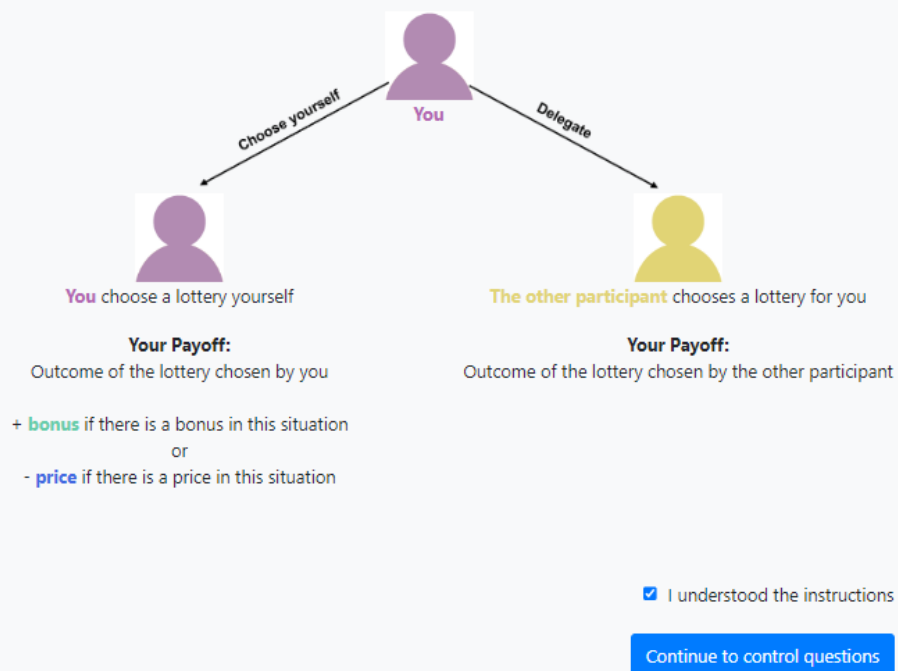 Choose yourself
Delegate
You
You choose a lottery yourself
Your Payoff:
Outcome of the lottery chosen by you
+ bonus if there is a bonus in this situation
or
- price if there is a price in this situation
The other participant chooses a lottery for you
Your Payoff:
Outcome of the lottery chosen by the other participant
I understood the instructions
Continue to control questions